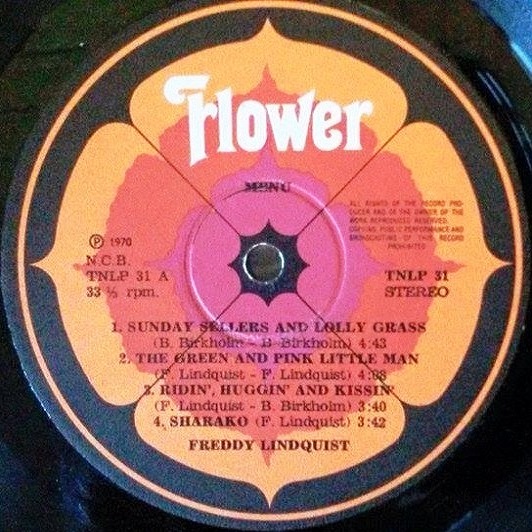 Flower
MENU
ALL RIGHTS OF THE RECORD PRO-
DUCER AND OF THE OWNER OF THE
WORK REPRODUCED RESERVED.
COPYING, PUBLIC PERFORMANCE AND
BROADCASTING OF THIS RECORD
PROHIBITED
℗ 1970
N.C.B.
TNLP 31 A
33 ⅓ rpm.
TNLP 31
STEREO
1. SUNDAY SELLERS AND LOLLY GRASS
(B. Birkholm - B. Birkholm) 4:43
2. THE GREEN AND PINK LITTLE MAN
(F. Lindquist - F. Lindquist)
3. RIDIN', HUGGIN' AND KISSIN'
(F. Lindquist - B. Birkholm) 3:40
4. SHARAKO (F. Lindquist) 3:42
FREDDY LINDQUIST